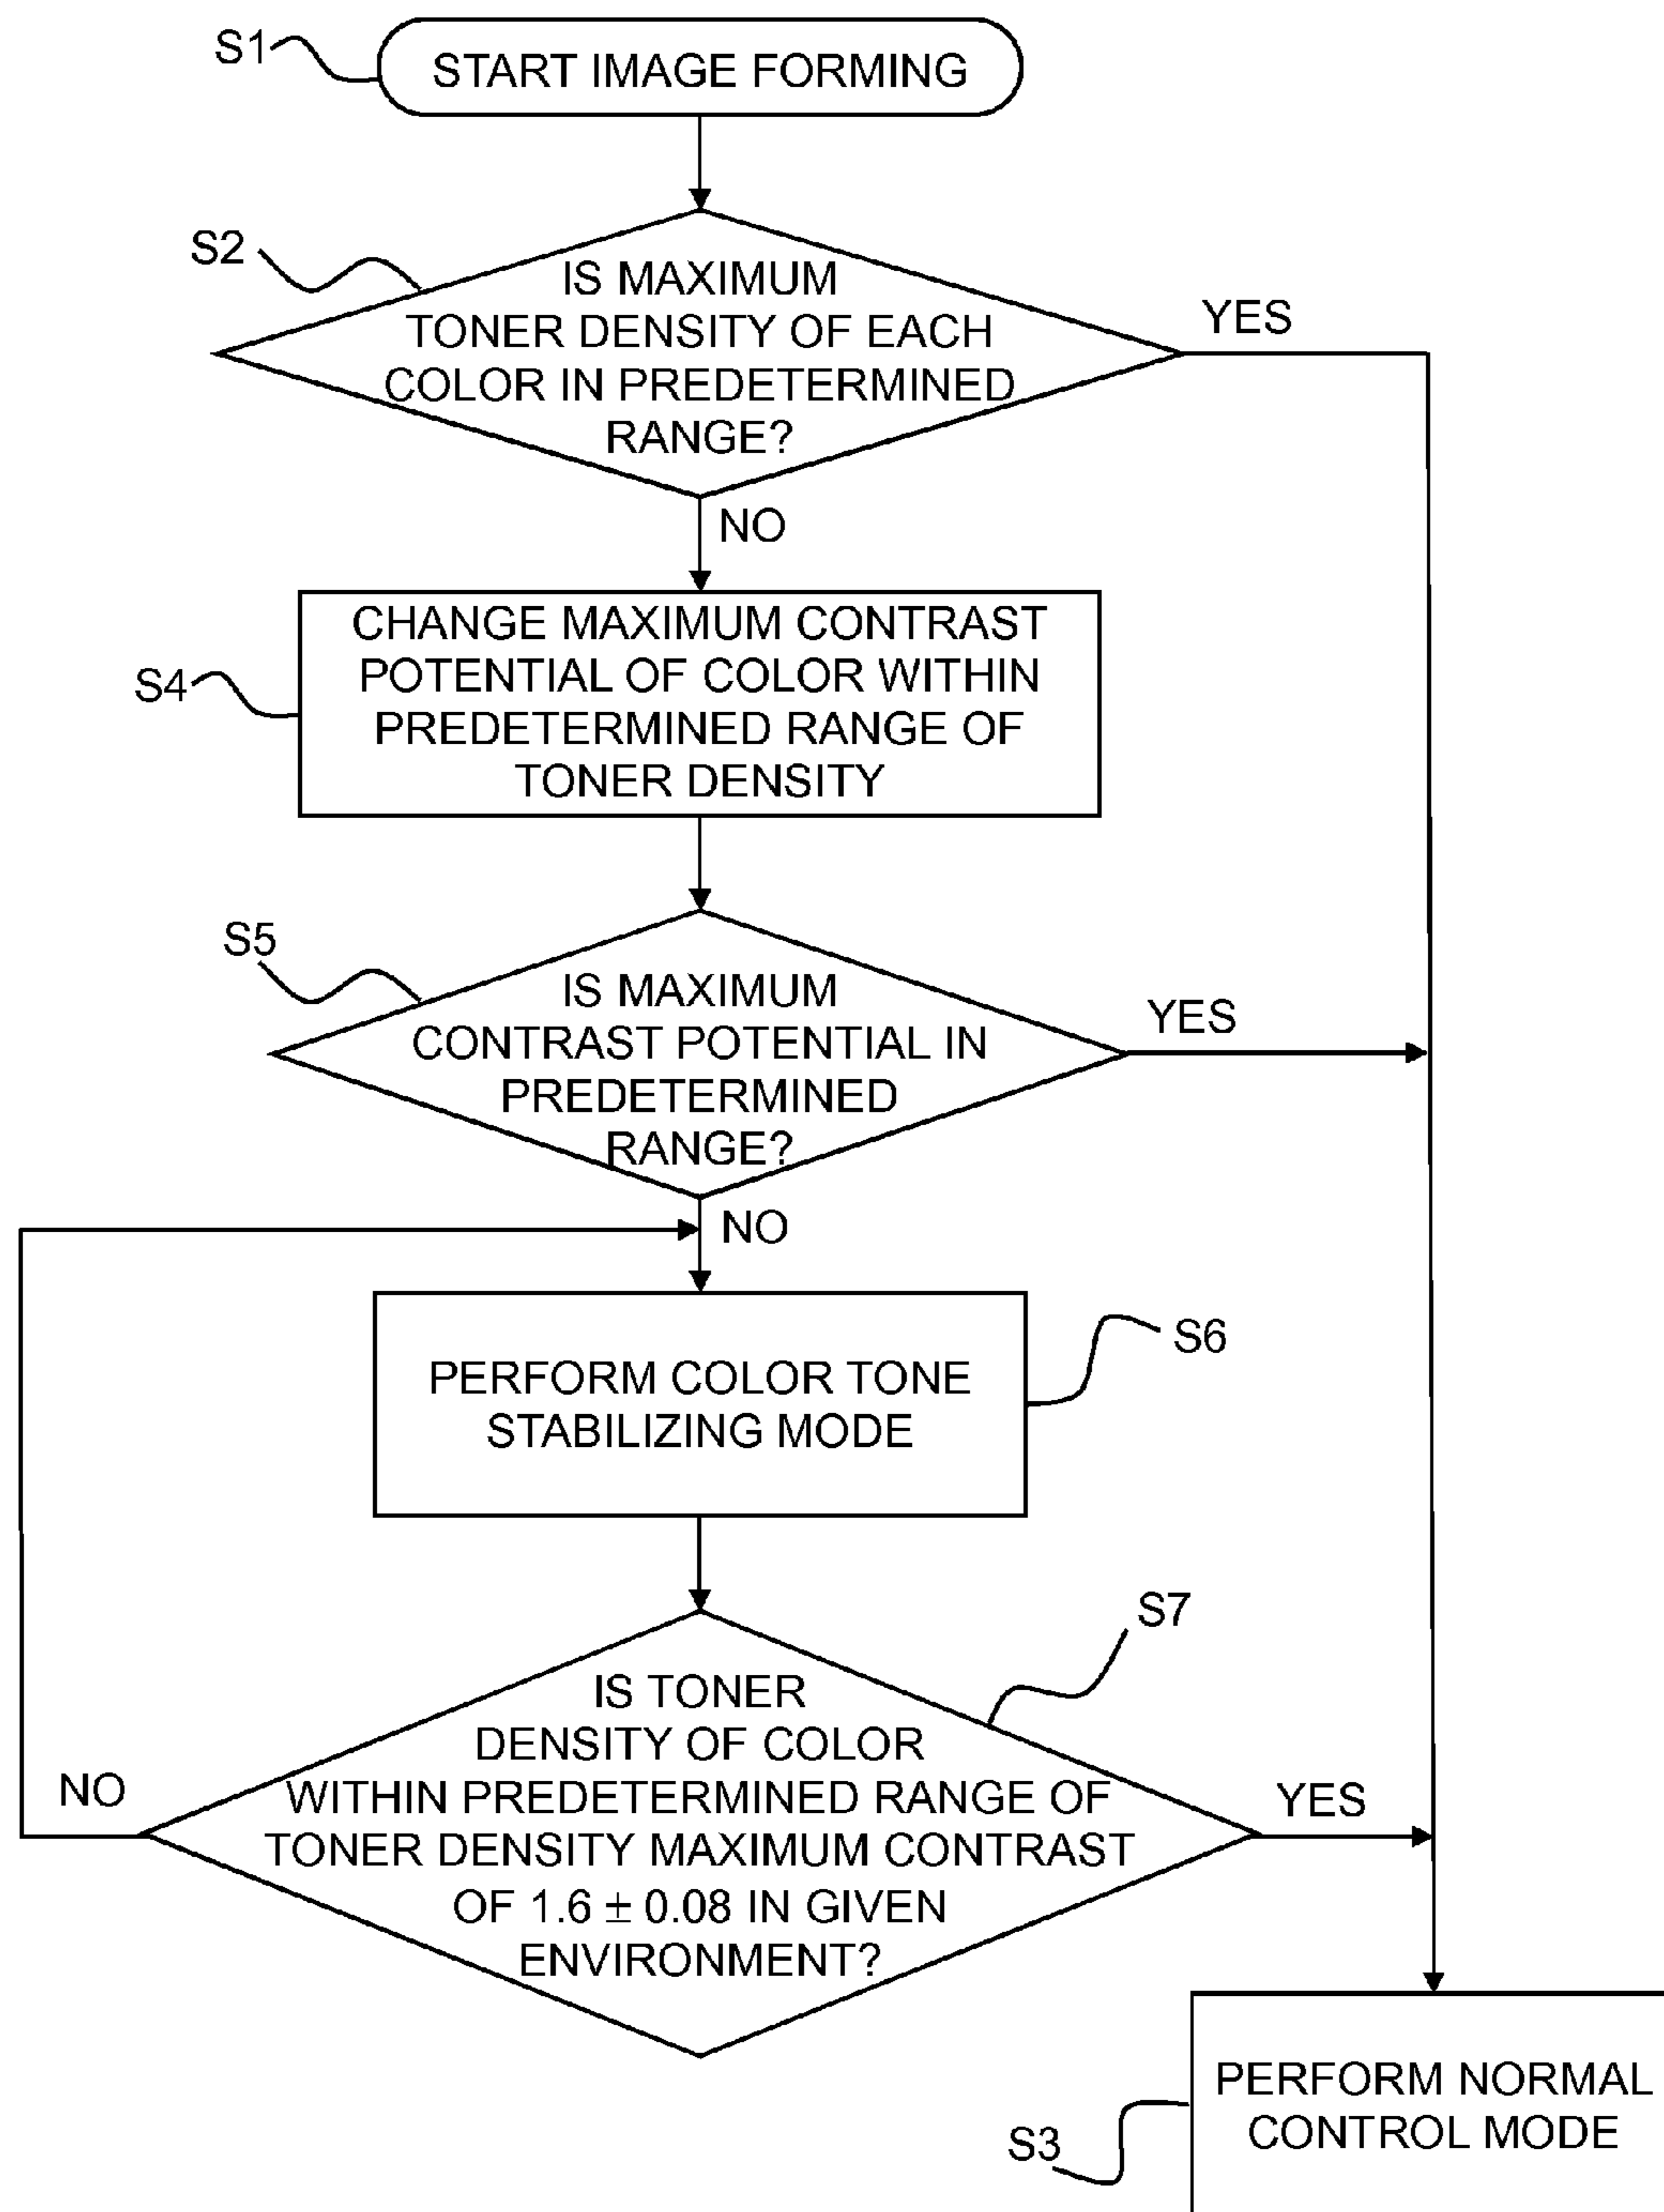 S1
START IMAGE FORMING
S2
IS MAXIMUM
TONER DENSITY OF EACH
COLOR IN PREDETERMINED
RANGE?
YES
NO
S4
CHANGE MAXIMUM CONTRAST
POTENTIAL OF COLOR WITHIN
PREDETERMINED RANGE OF
TONER DENSITY
S5
IS MAXIMUM
CONTRAST POTENTIAL IN
PREDETERMINED
RANGE?
YES
NO
S6
PERFORM COLOR TONE
STABILIZING MODE
S7
IS TONER
DENSITY OF COLOR
WITHIN PREDETERMINED RANGE OF
TONER DENSITY MAXIMUM CONTRAST
OF 1.6 ± 0.08 IN GIVEN
ENVIRONMENT?
NO
YES
S3
PERFORM NORMAL
CONTROL MODE